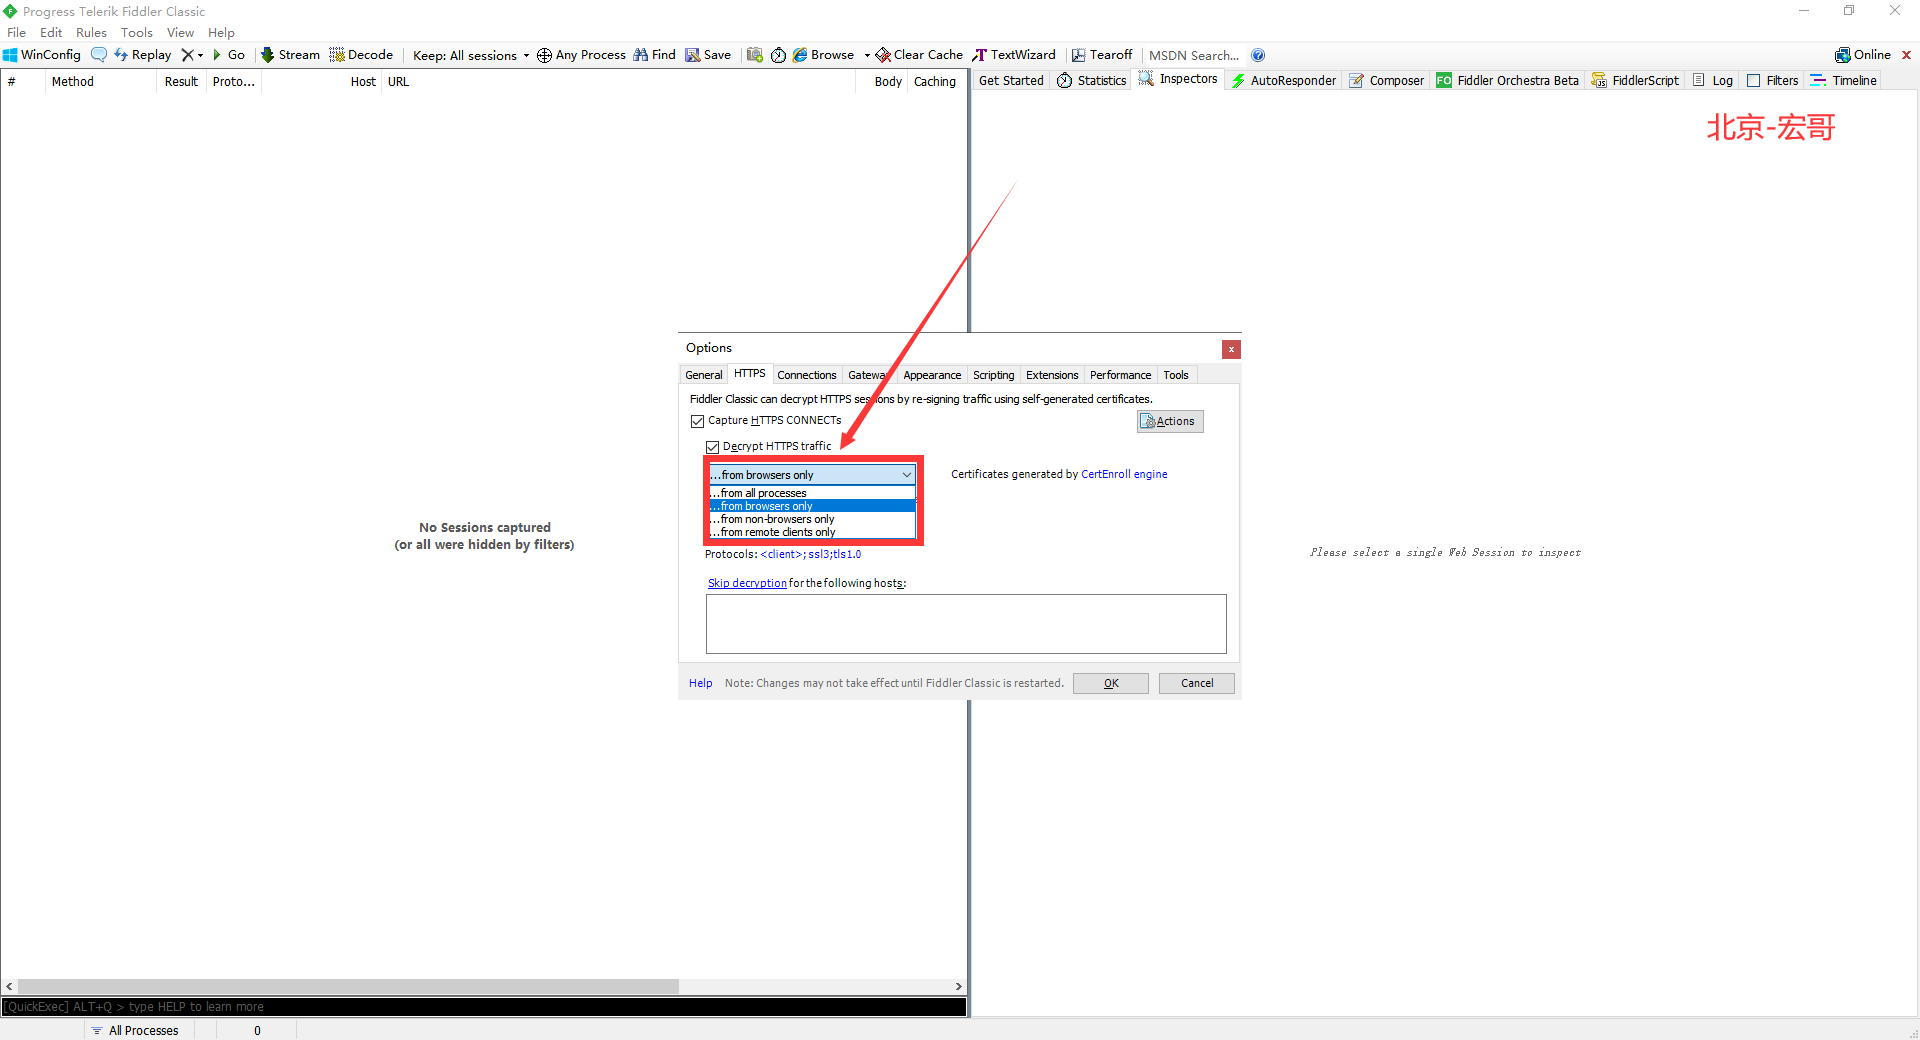 Progress Telerik Fiddler Classic
File Edit Rules Tools View Help
WinConfig Replay Go Stream Decode Keep: All sessions Any Process Find Save Browse Clear Cache TextWizard Tearoff MSDN Search... Online
# Method Result Proto... Host URL Body Caching
Get Started Statistics Inspectors AutoResponder Composer FO Fiddler Orchestra Beta FiddlerScript Log Filters Timeline
北京-宏哥
No Sessions captured
(or all were hidden by filters)
Options
General HTTPS Connections Gateway Appearance Scripting Extensions Performance Tools
Fiddler Classic can decrypt HTTPS sessions by re-signing traffic using self-generated certificates.
Capture HTTPS CONNECTs
Actions
Decrypt HTTPS traffic
...from browsers only
Certificates generated by CertEnroll engine
...from all processes
...from browsers only
...from non-browsers only
...from remote clients only
Protocols: <client>;ssl3;tls1.0
Skip decryption for the following hosts:
Help Note: Changes may not take effect until Fiddler Classic is restarted. OK Cancel
Please select a single Web Session to inspect
[QuickExec] ALT+Q > type HELP to learn more
All Processes 0